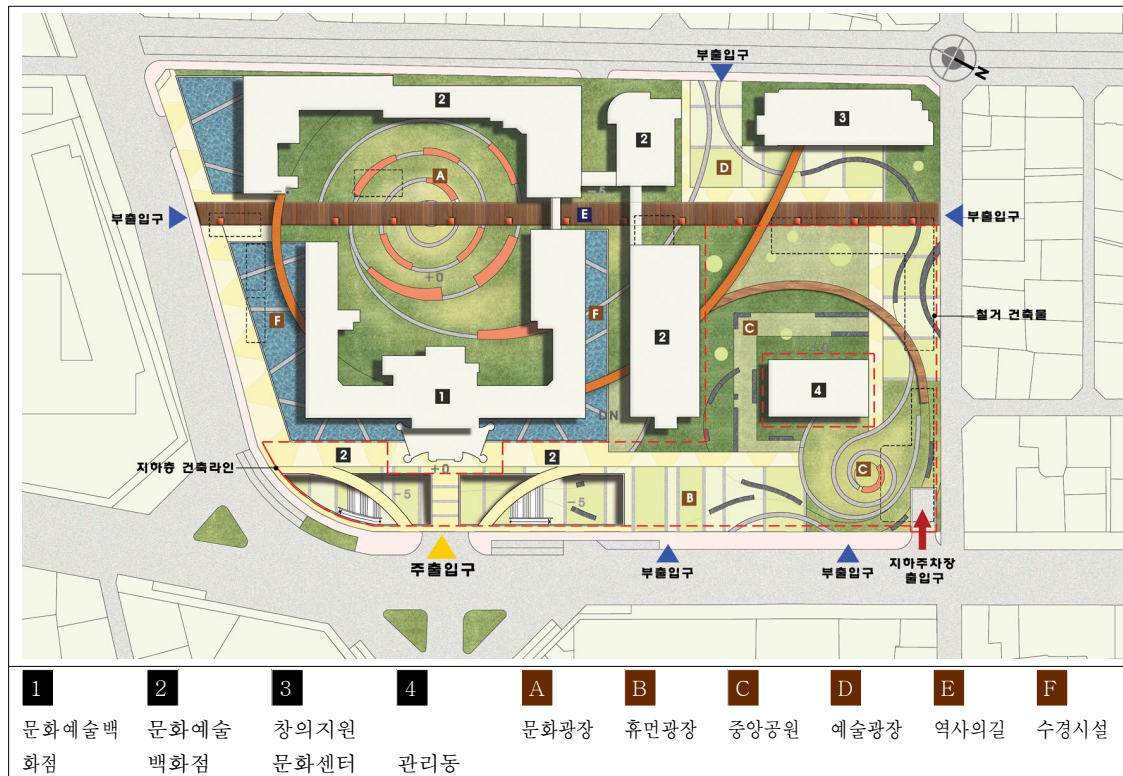 부출입구
N
2
3
2
A
D
-5
부출입구
E
부출입구
+0
F
F
C
철거 건축물
2
+0
1
4
DN
2
2
지하층 건축라인
+0
C
-5
-5
B
주출입구
부출입구
부출입구
지하주차장
출입구
1 2 3 4 A B C D E F
문화예술백 문화예술 창의지원 문화광장 휴먼광장 중앙공원 예술광장 역사의길 수경시설
화점 백화점 문화센터 관리동